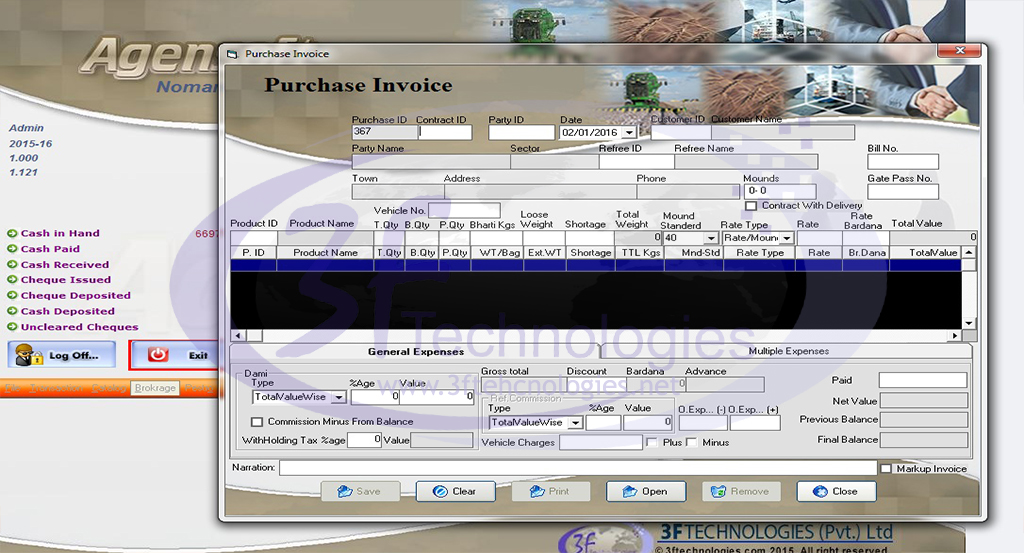 Agen
Noman
Admin
2015-16
1.000
1.121
Cash in Hand 6697
Cash Paid
Cash Received
Cheque Issued
Cheque Deposited
Cash Deposited
Uncleared Cheques
Log Off... Exit
File Transaction Catalog Brokrage
Purchase Invoice
Purchase Invoice
Purchase ID Contract ID Party ID Date Customer ID Customer Name
367 02/01/2016
Party Name Sector Refree ID Refree Name Bill No.
Town Address Phone Mounds Gate Pass No.
0- 0
Contract With Delivery
Vehicle No.
Product ID Product Name T.Qty B.Qty P.Qty Bharti Kgs Loose Weight Shortage Total Weight Mound Standerd Rate Type Rate Rate Bardana Total Value
0 40 Rate/Moun 0
P. ID Product Name T.Qty B.Qty P.Qty WT/Bag Ext.WT Shortage TTL Kgs Mnd-Std Rate Type Rate Br.Dana TotalValue
3F Technologies
www.3ftehcnologies.net
General Expenses Multiple Expenses
Dami
Type %Age Value
TotalValueWise 0 0
Commission Minus From Balance
WithHolding Tax %age 0 Value
Gross total Discount Bardana Advance
0
Ref.Commission
Type %Age Value O.Exp... (-) O.Exp... (+)
TotalValueWise 0
Vehicle Charges Plus Minus
Paid
Net Value
Previous Balance
Final Balance
Narration: Markup Invoice
Save Clear Print Open Remove Close
3F 3FTECHNOLOGIES (Pvt.) Ltd
© 3ftechnologies.com 2015. All right reserved